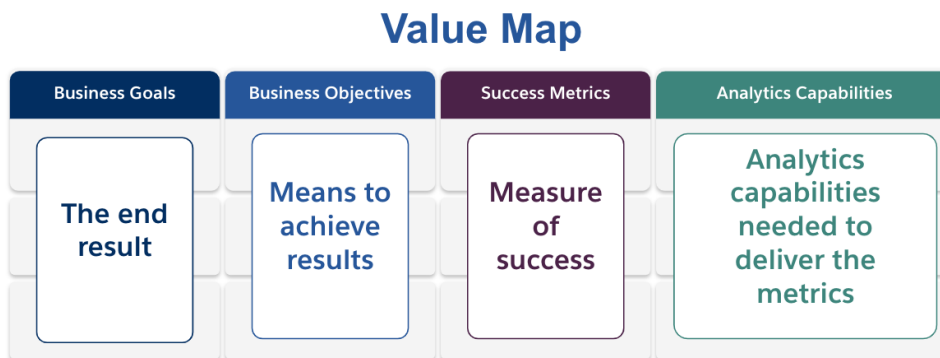 Value Map
Business Goals
Business Objectives
Success Metrics
Analytics Capabilities
The end
result
Means to
achieve
results
Measure
of
success
Analytics
capabilities
needed to
deliver the
metrics